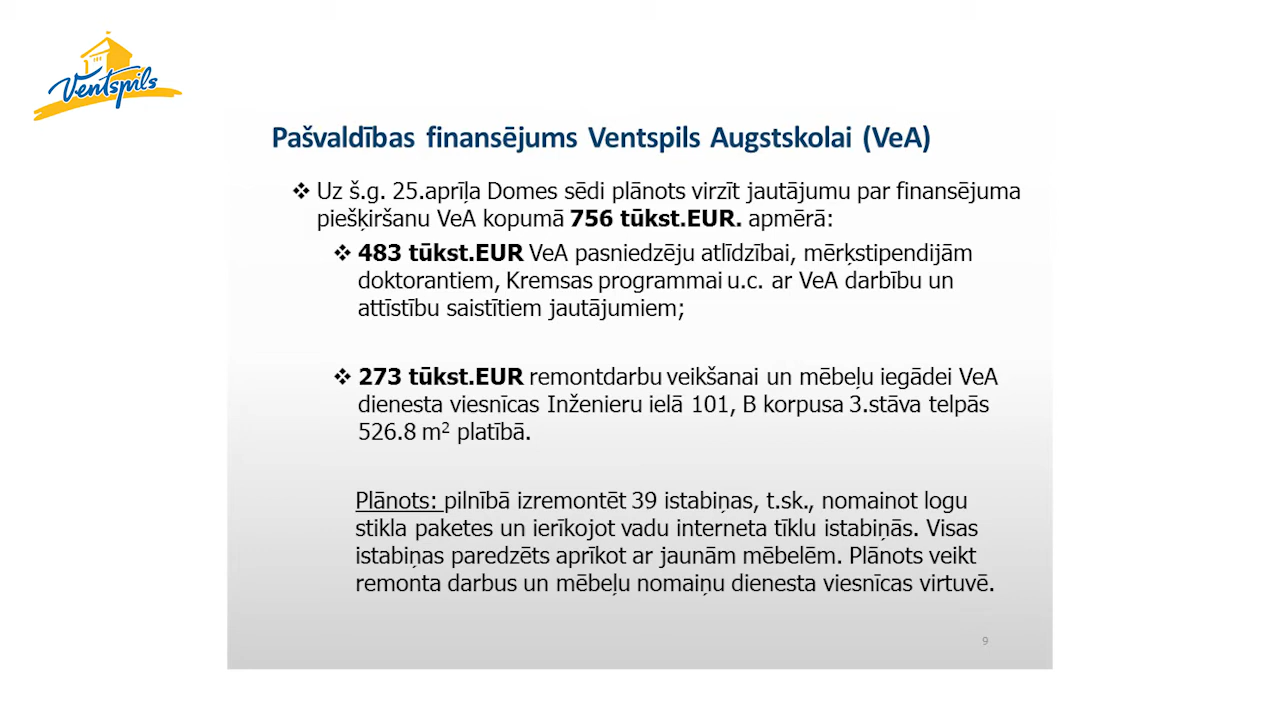 Ventspils
Pašvaldības finansējums Ventspils Augstskolai (VeA)
❖ Uz š.g. 25.aprīļa Domes sēdi plānots virzīt jautājumu par finansējuma
piešķiršanu VeA kopumā 756 tūkst.EUR. apmērā:
❖ 483 tūkst.EUR VeA pasniedzēju atlīdzībai, mērķstipendijām
doktorantiem, Kremsas programmai u.c. ar VeA darbību un
attīstību saistītiem jautājumiem;
❖ 273 tūkst.EUR remontdarbu veikšanai un mēbeļu iegādei VeA
dienesta viesnīcas Inženieru ielā 101, B korpusa 3.stāva telpās
526.8 m² platībā.
Plānots: pilnībā izremontēt 39 istabiņas, t.sk., nomainot logu
stikla paketes un ierīkojot vadu interneta tīklu istabiņās. Visas
istabiņas paredzēts aprīkot ar jaunām mēbelēm. Plānots veikt
remonta darbus un mēbeļu nomaiņu dienesta viesnīcas virtuvē.
9